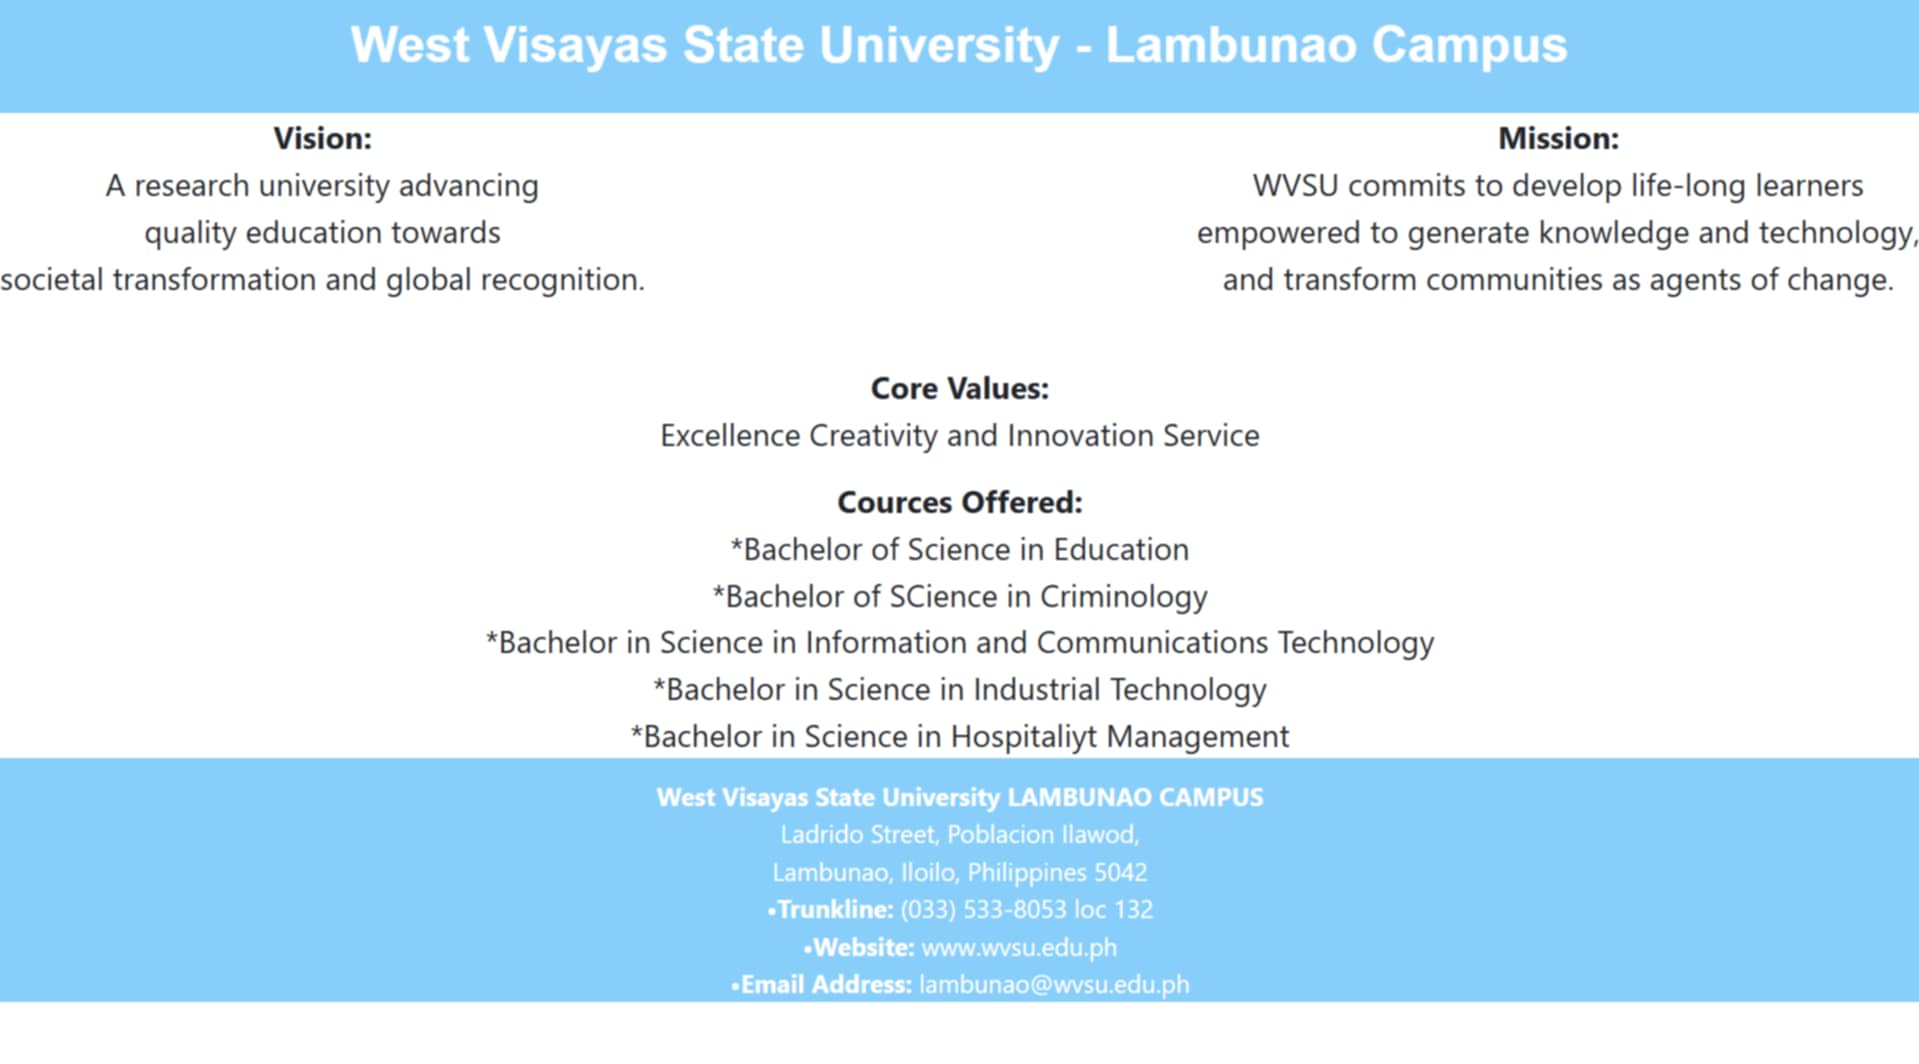 West Visayas State University - Lambunao Campus
Vision:
A research university advancing
quality education towards
societal transformation and global recognition.
Mission:
WVSU commits to develop life-long learners
empowered to generate knowledge and technology,
and transform communities as agents of change.
Core Values:
Excellence Creativity and Innovation Service
Cources Offered:
*Bachelor of Science in Education
*Bachelor of SCience in Criminology
*Bachelor in Science in Information and Communications Technology
*Bachelor in Science in Industrial Technology
*Bachelor in Science in Hospitaliyt Management
West Visayas State University LAMBUNAO CAMPUS
Ladrido Street, Poblacion Ilawod,
Lambunao, Iloilo, Philippines 5042
•Trunkline: (033) 533-8053 loc 132
•Website: www.wvsu.edu.ph
•Email Address: lambunao@wvsu.edu.ph